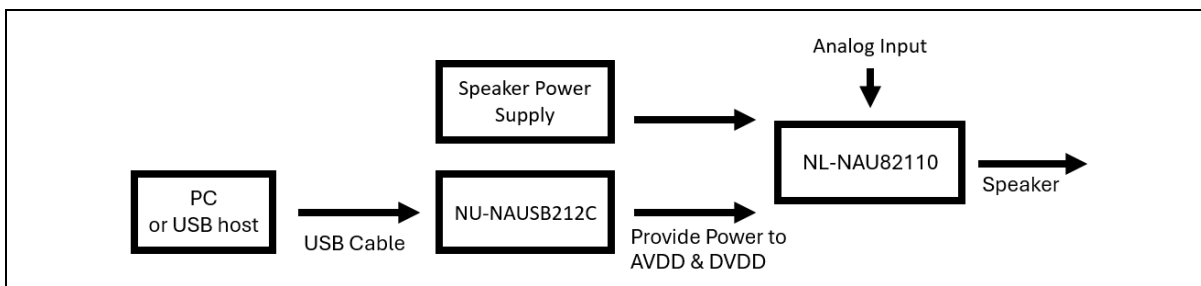 Analog Input
Speaker Power
Supply
NL-NAU82110
Speaker
PC
or USB host
USB Cable
NU-NAUSB212C
Provide Power to
AVDD & DVDD